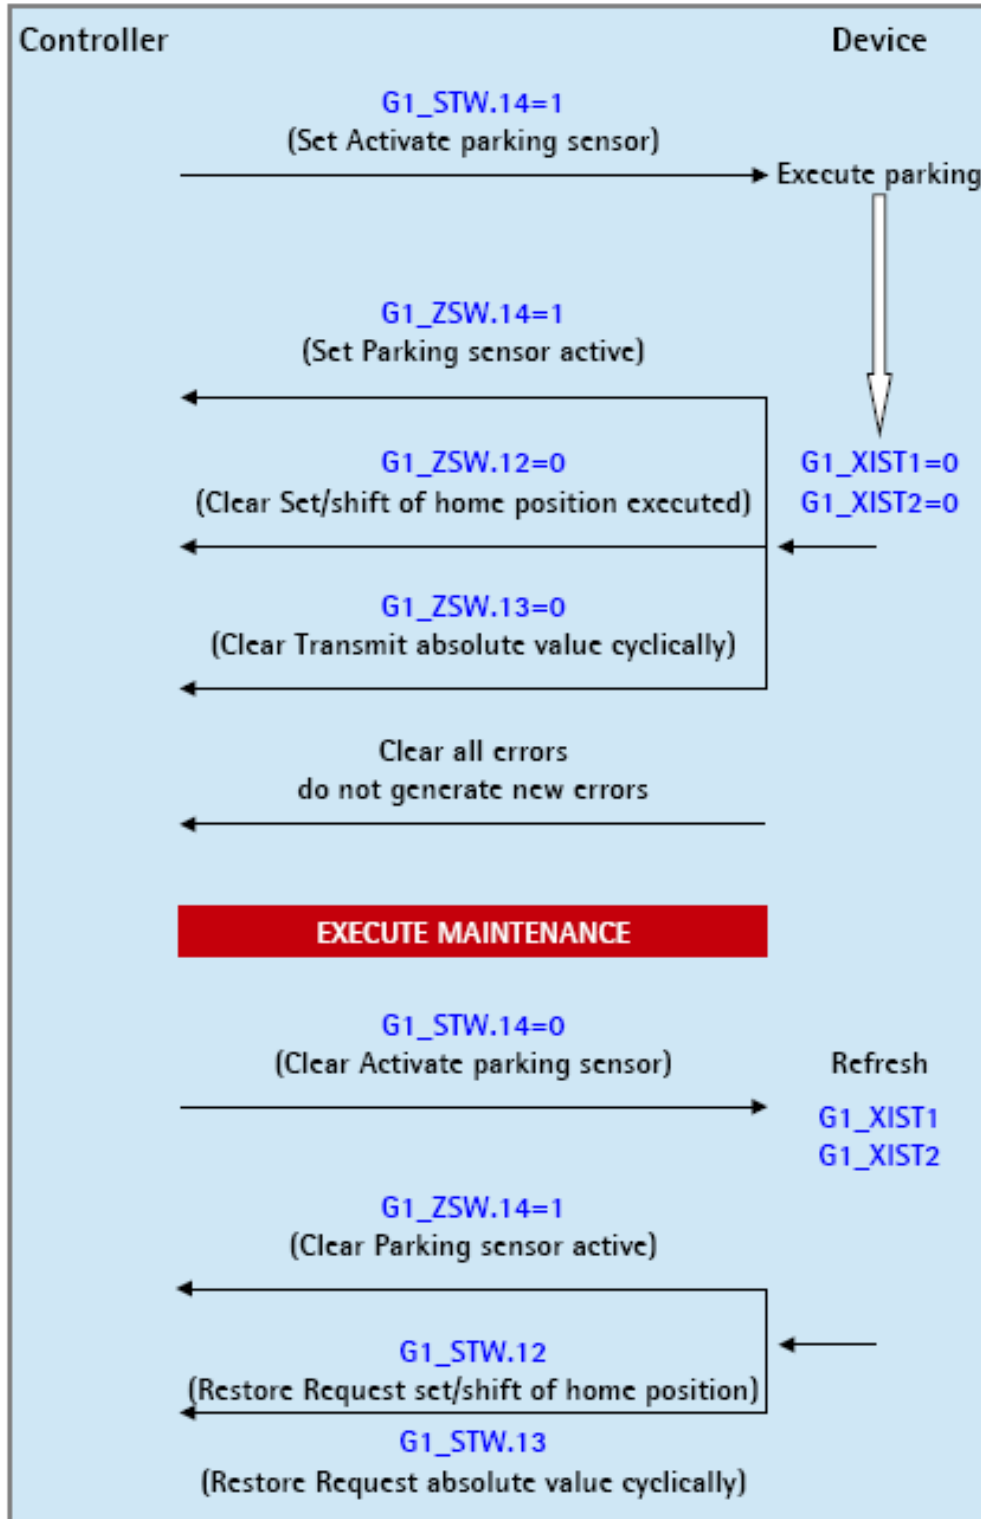 Controller
Device
G1_STW.14=1
(Set Activate parking sensor)
Execute parking
G1_ZSW.14=1
(Set Parking sensor active)
G1_ZSW.12=0
(Clear Set/shift of home position executed)
G1_XIST1=0
G1_XIST2=0
G1_ZSW.13=0
(Clear Transmit absolute value cyclically)
Clear all errors
do not generate new errors
EXECUTE MAINTENANCE
G1_STW.14=0
(Clear Activate parking sensor)
Refresh
G1_XIST1
G1_XIST2
G1_ZSW.14=1
(Clear Parking sensor active)
G1_STW.12
(Restore Request set/shift of home position)
G1_STW.13
(Restore Request absolute value cyclically)